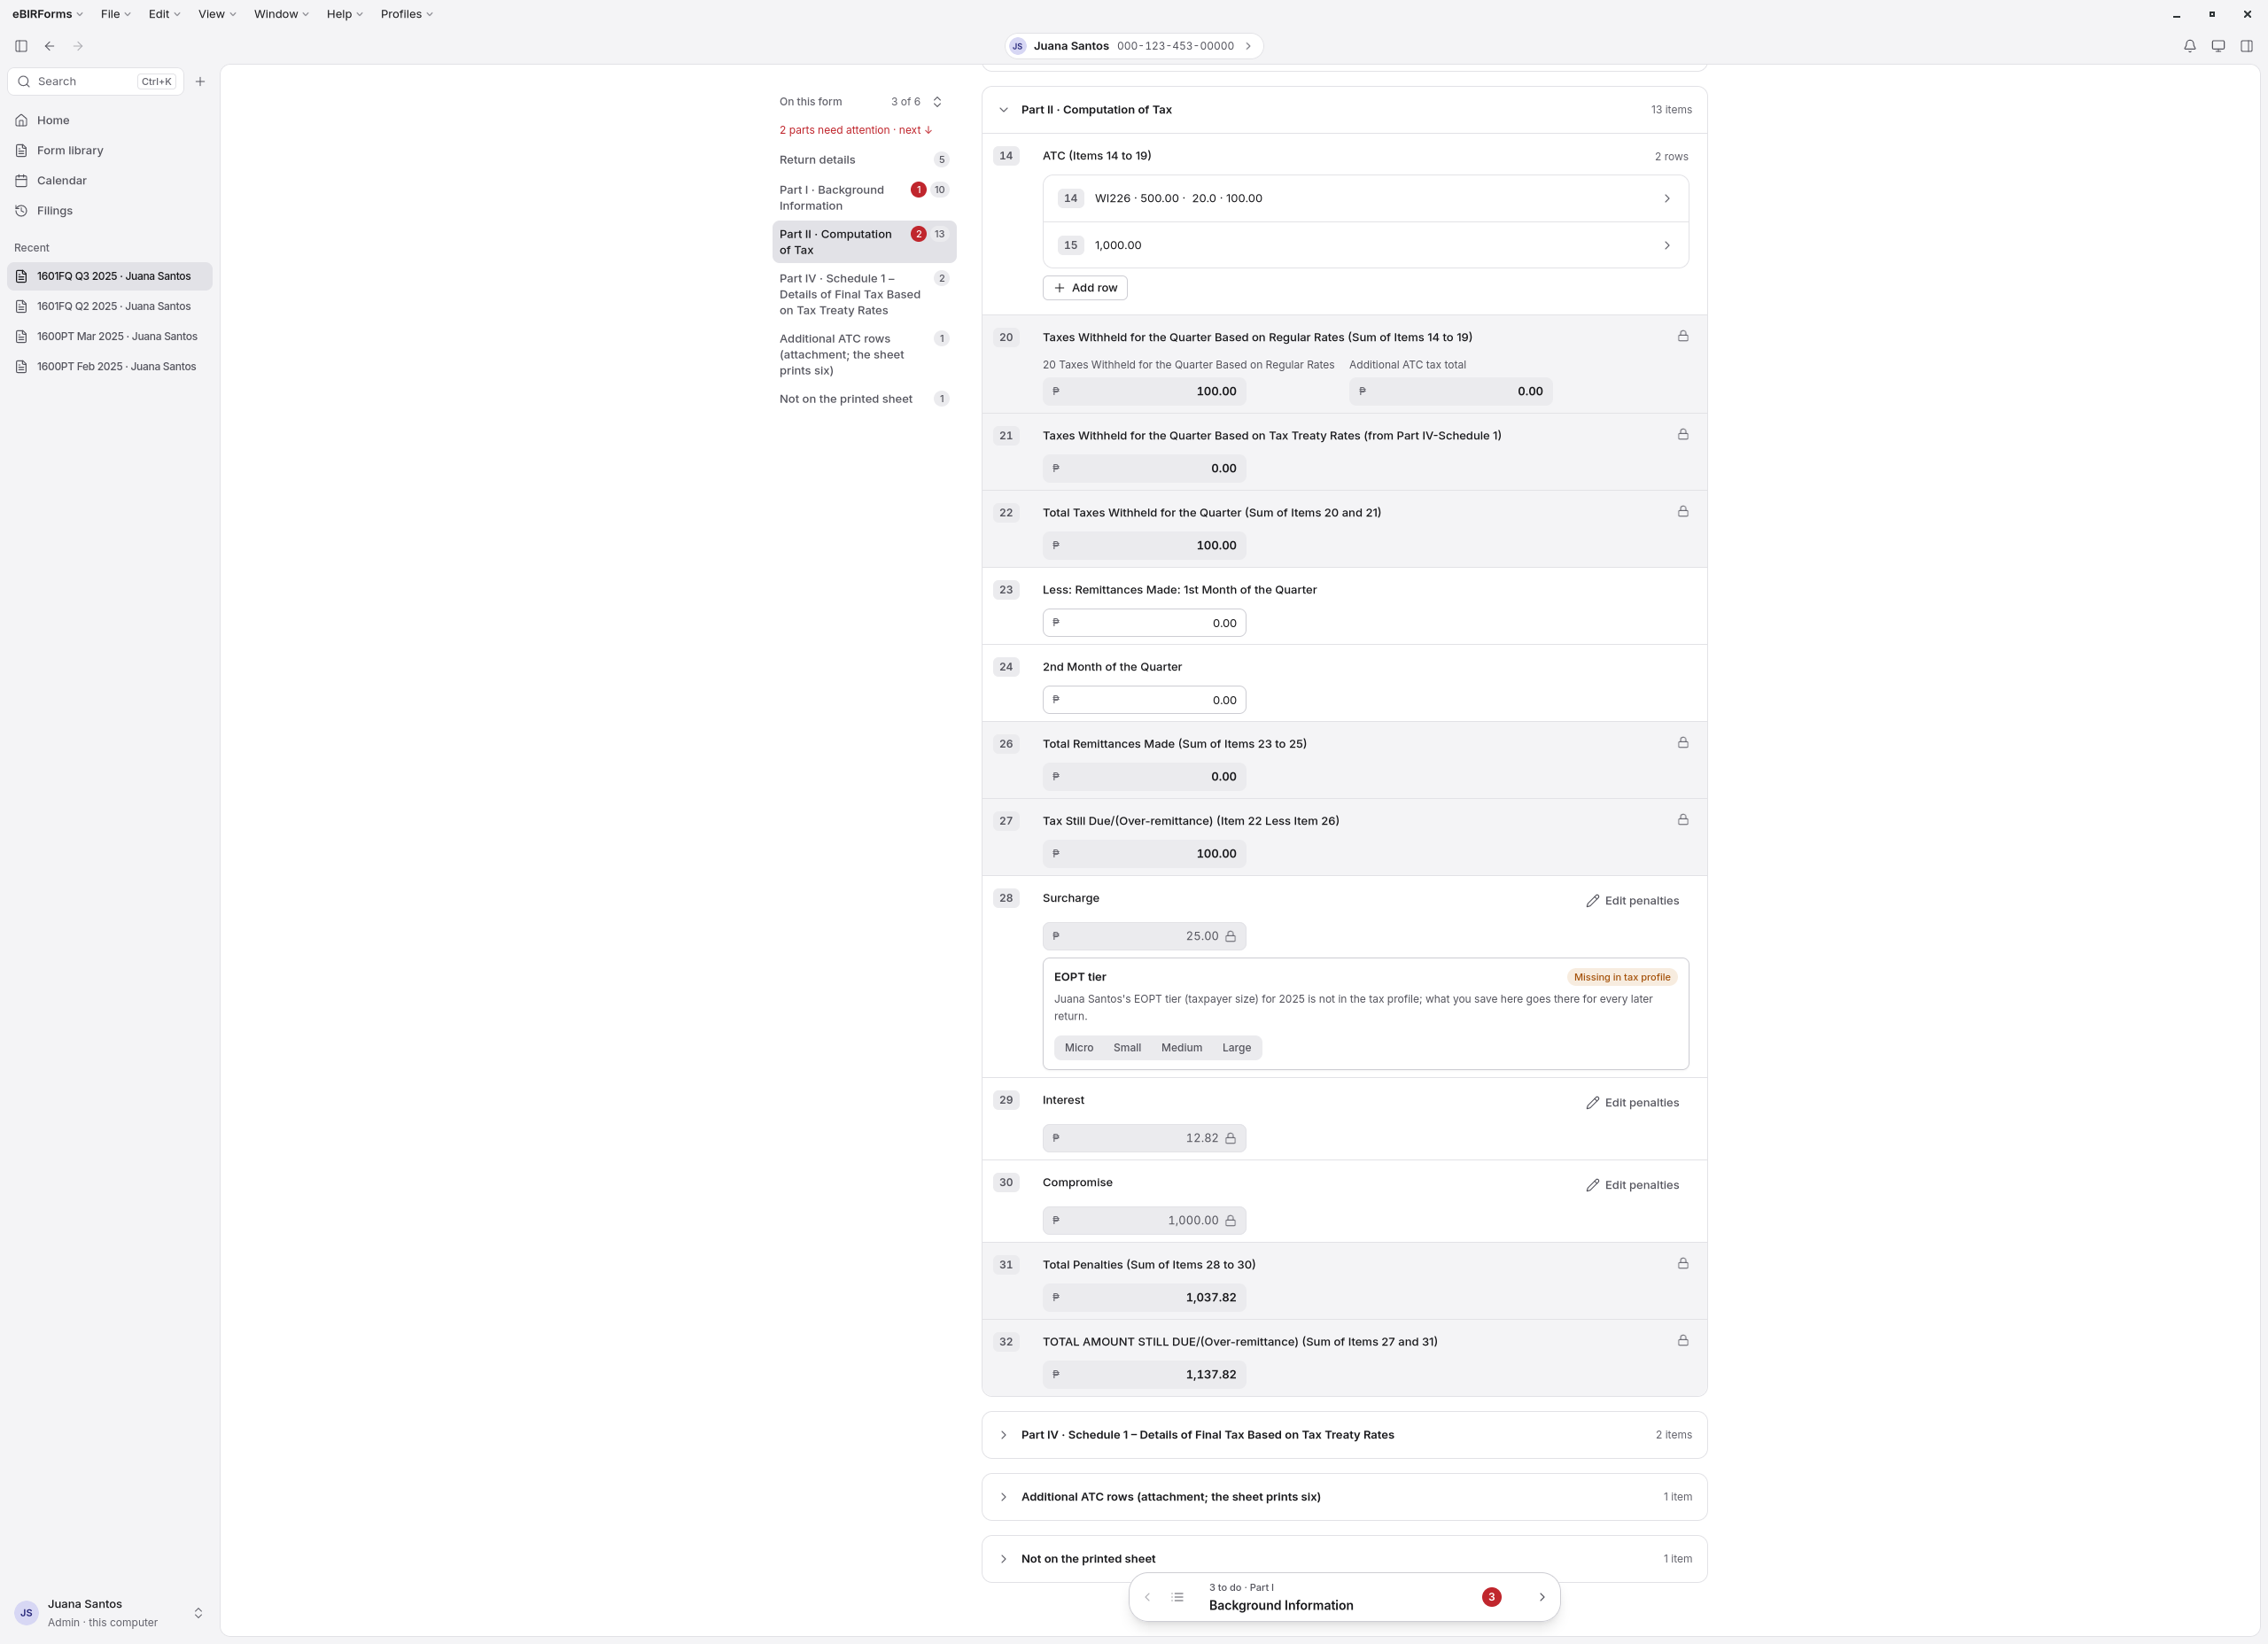 eBIRForms File Edit View Window Help Profiles
JS Juana Santos 000-123-453-00000
Search Ctrl+K
Home
Form library
Calendar
Filings
Recent
1601FQ Q3 2025 · Juana Santos
1601FQ Q2 2025 · Juana Santos
1600PT Mar 2025 · Juana Santos
1600PT Feb 2025 · Juana Santos
JS Juana Santos
Admin · this computer
On this form 3 of 6
2 parts need attention · next ↓
Return details 5
Part I · Background 1 10
Information
Part II · Computation 2 13
of Tax
Part IV · Schedule 1 – 2
Details of Final Tax Based
on Tax Treaty Rates
Additional ATC rows 1
(attachment; the sheet
prints six)
Not on the printed sheet 1
Part II · Computation of Tax 13 items
14 ATC (Items 14 to 19) 2 rows
14 WI226 · 500.00 · 20.0 · 100.00
15 1,000.00
Add row
20 Taxes Withheld for the Quarter Based on Regular Rates (Sum of Items 14 to 19)
20 Taxes Withheld for the Quarter Based on Regular Rates Additional ATC tax total
₱ 100.00 ₱ 0.00
21 Taxes Withheld for the Quarter Based on Tax Treaty Rates (from Part IV-Schedule 1)
₱ 0.00
22 Total Taxes Withheld for the Quarter (Sum of Items 20 and 21)
₱ 100.00
23 Less: Remittances Made: 1st Month of the Quarter
₱ 0.00
24 2nd Month of the Quarter
₱ 0.00
26 Total Remittances Made (Sum of Items 23 to 25)
₱ 0.00
27 Tax Still Due/(Over-remittance) (Item 22 Less Item 26)
₱ 100.00
28 Surcharge Edit penalties
₱ 25.00
EOPT tier Missing in tax profile
Juana Santos's EOPT tier (taxpayer size) for 2025 is not in the tax profile; what you save here goes there for every later
return.
Micro Small Medium Large
29 Interest Edit penalties
₱ 12.82
30 Compromise Edit penalties
₱ 1,000.00
31 Total Penalties (Sum of Items 28 to 30)
₱ 1,037.82
32 TOTAL AMOUNT STILL DUE/(Over-remittance) (Sum of Items 27 and 31)
₱ 1,137.82
Part IV · Schedule 1 – Details of Final Tax Based on Tax Treaty Rates 2 items
Additional ATC rows (attachment; the sheet prints six) 1 item
Not on the printed sheet 1 item
3 to do · Part I
Background Information 3